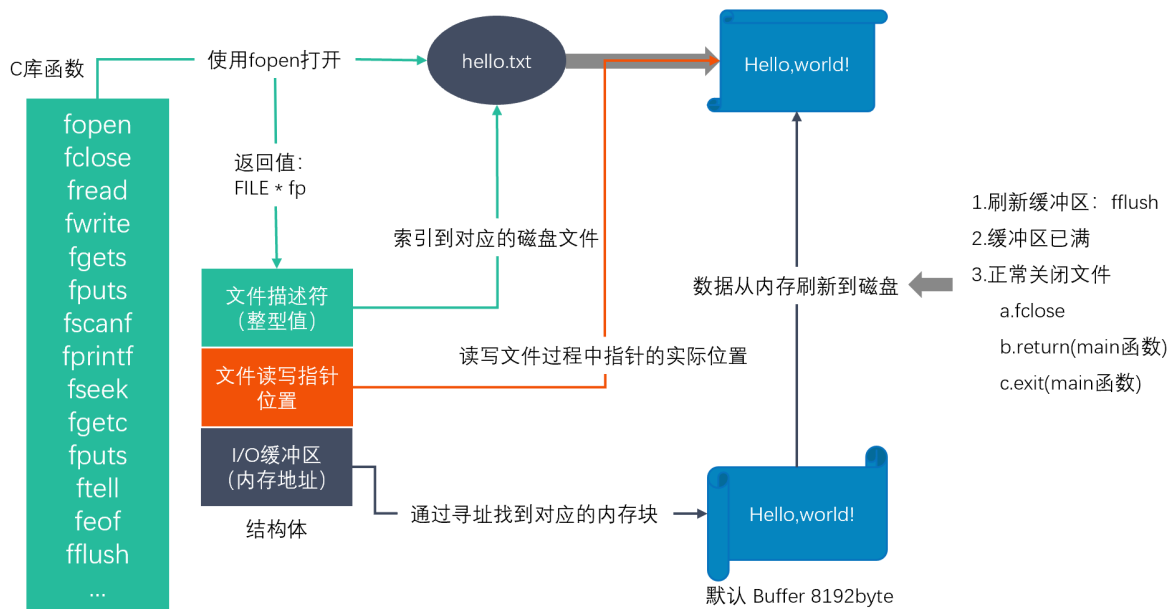 C库函数
fopen
fclose
fread
fwrite
fgets
fputs
fscanf
fprintf
fseek
fgetc
fputs
ftell
feof
fflush
...
使用fopen打开
hello.txt
Hello,world!
返回值：
FILE * fp
索引到对应的磁盘文件
文件描述符
（整型值）
文件读写指针
位置
I/O缓冲区
（内存地址）
结构体
读写文件过程中指针的实际位置
通过寻址找到对应的内存块
数据从内存刷新到磁盘
1.刷新缓冲区：fflush
2.缓冲区已满
3.正常关闭文件
a.fclose
b.return(main函数)
c.exit(main函数)
Hello,world!
默认 Buffer 8192byte